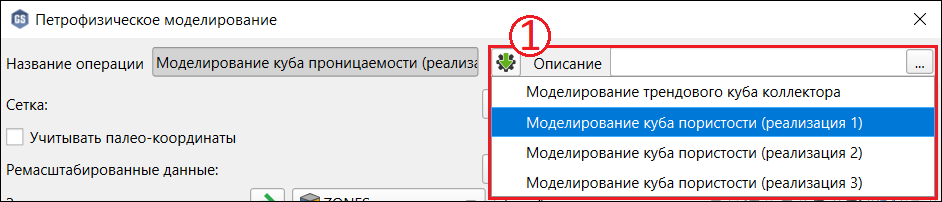 GS Петрофизическое моделирование
1
Название операции Моделирование куба проницаемости (реализа Описание ...
Моделирование трендового куба коллектора
Сетка:
Моделирование куба пористости (реализация 1)
Учитывать палео-координаты
Моделирование куба пористости (реализация 2)
Ремасштабированные данные:
Моделирование куба пористости (реализация 3)
ZONES